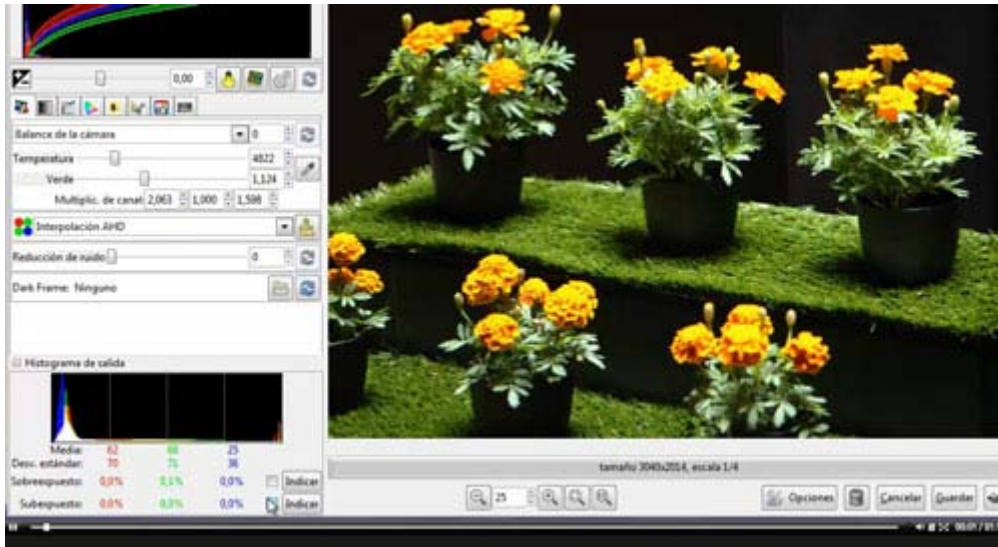 0,00
Balance de la cámara 0
Temperatura 4822
Verde 1,124
Multiplic. de canal: 2,063 1,000 1,598
Interpolación AHD
Reducción de ruido 0
Dark Frame: Ninguno
Histograma de salida
Media: 62 66 25
Desv. estándar: 70 71 36
Sobreexpuesto: 0,0% 0,1% 0,0% Indicar
Subexpuesto: 0,0% 0,0% 0,0% Indicar
tamaño 3040x2014, escala 1/4
25
Opciones Cancelar Guardar